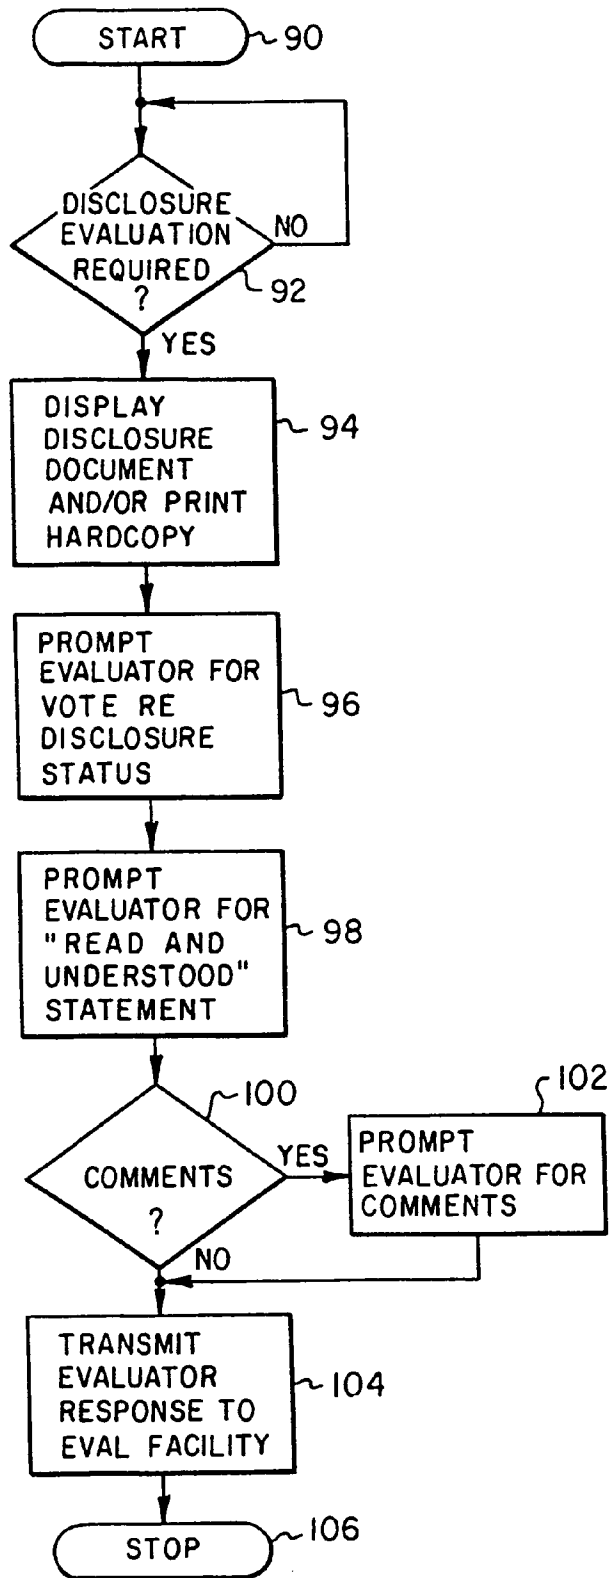 START
90
DISCLOSURE
EVALUATION
REQUIRED
?
NO
92
YES
DISPLAY
DISCLOSURE
DOCUMENT
AND/OR PRINT
HARDCOPY
94
PROMPT
EVALUATOR FOR
VOTE RE
DISCLOSURE
STATUS
96
PROMPT
EVALUATOR FOR
"READ AND
UNDERSTOOD"
STATEMENT
98
100
COMMENTS
?
YES
NO
102
PROMPT
EVALUATOR FOR
COMMENTS
TRANSMIT
EVALUATOR
RESPONSE TO
EVAL FACILITY
104
STOP
106